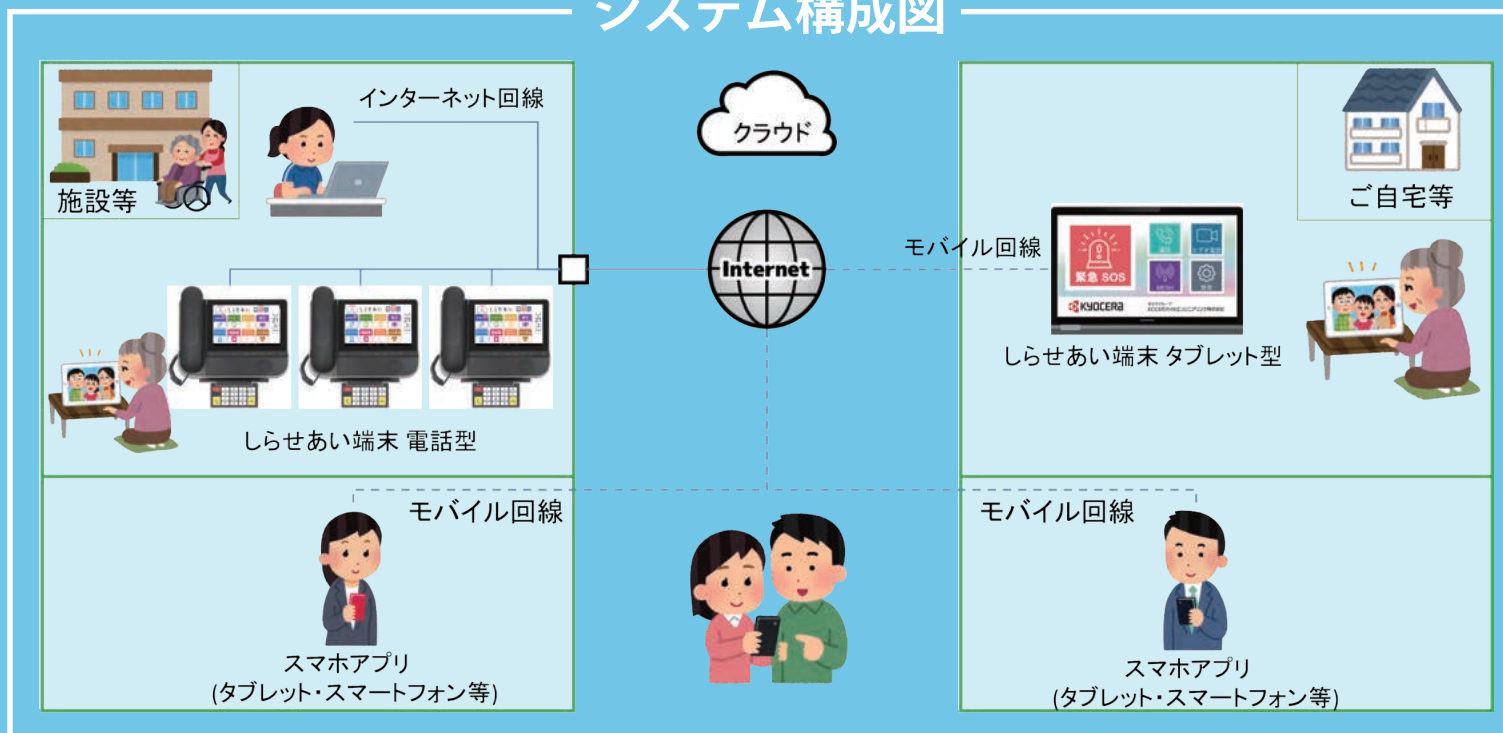 システム構成図
インターネット回線
施設等
クラウド
ご自宅等
Internet
モバイル回線
緊急 SOS
KYOCERA
しらせあい端末 タブレット型
しらせあい端末 電話型
モバイル回線
モバイル回線
スマホアプリ
(タブレット・スマートフォン等)
スマホアプリ
(タブレット・スマートフォン等)